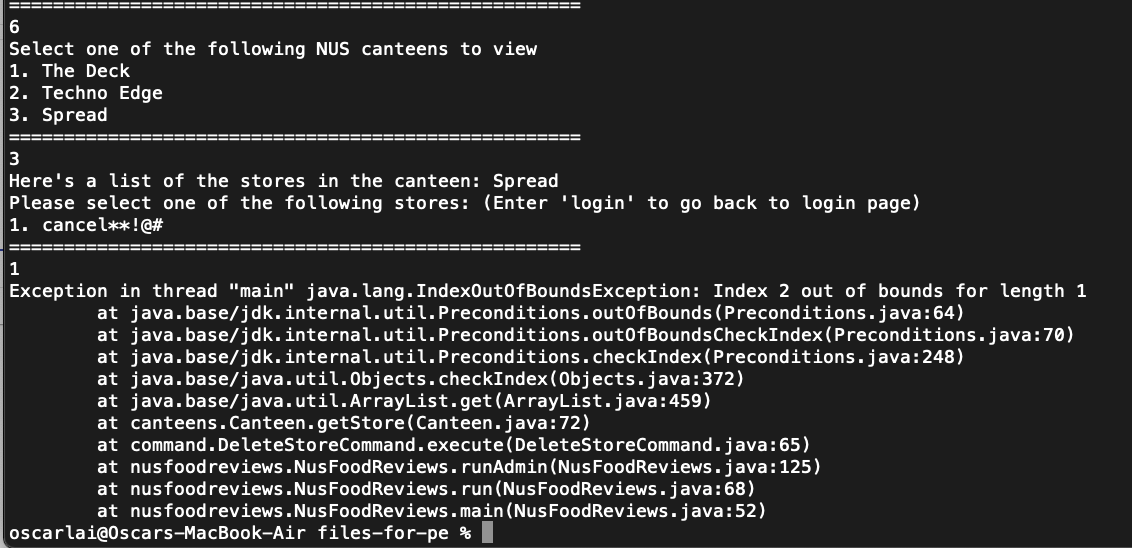 ====================================================
6
Select one of the following NUS canteens to view
1. The Deck
2. Techno Edge
3. Spread
====================================================
3
Here's a list of the stores in the canteen: Spread
Please select one of the following stores: (Enter 'login' to go back to login page)
1. cancel**!@#
====================================================
1
Exception in thread "main" java.lang.IndexOutOfBoundsException: Index 2 out of bounds for length 1
        at java.base/jdk.internal.util.Preconditions.outOfBounds(Preconditions.java:64)
        at java.base/jdk.internal.util.Preconditions.outOfBoundsCheckIndex(Preconditions.java:70)
        at java.base/jdk.internal.util.Preconditions.checkIndex(Preconditions.java:248)
        at java.base/java.util.Objects.checkIndex(Objects.java:372)
        at java.base/java.util.ArrayList.get(ArrayList.java:459)
        at canteens.Canteen.getStore(Canteen.java:72)
        at command.DeleteStoreCommand.execute(DeleteStoreCommand.java:65)
        at nusfoodreviews.NusFoodReviews.runAdmin(NusFoodReviews.java:125)
        at nusfoodreviews.NusFoodReviews.run(NusFoodReviews.java:68)
        at nusfoodreviews.NusFoodReviews.main(NusFoodReviews.java:52)
oscarlai@Oscars-MacBook-Air files-for-pe %